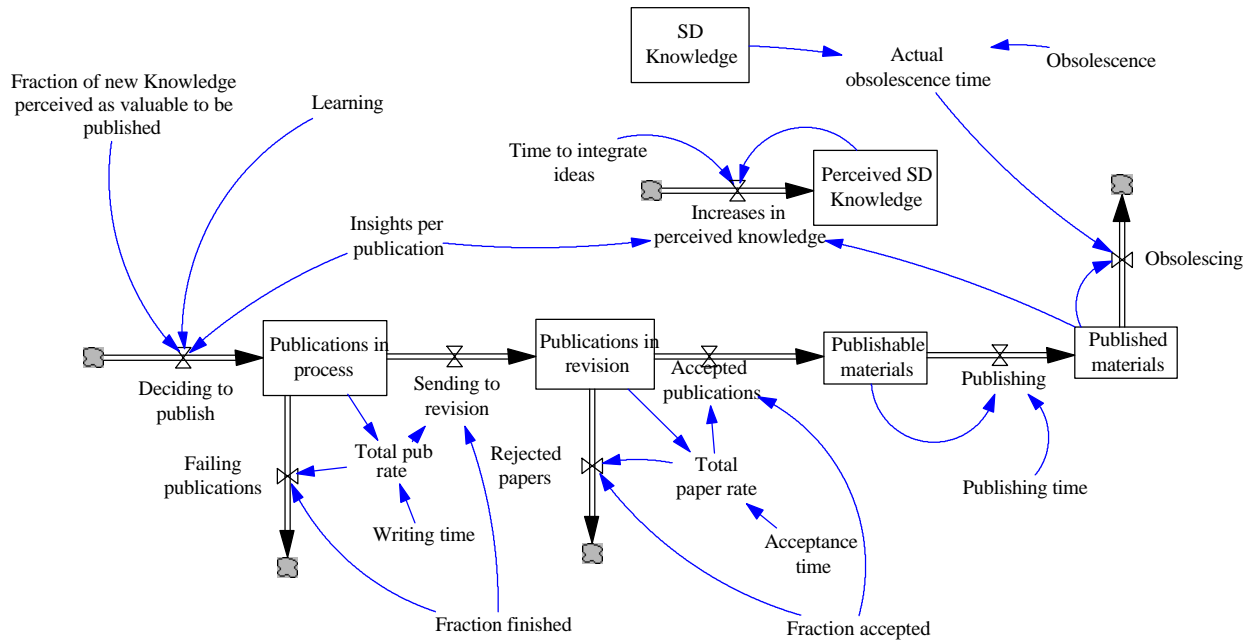 SD
Knowledge
Actual
obsolescence time
Obsolescence
Fraction of new Knowledge
perceived as valuable to be
published
Learning
Time to integrate
ideas
Perceived SD
Knowledge
Increases in
perceived knowledge
Insights per
publication
Obsolescing
Publications in
process
Publications in
revision
Publishable
materials
Published
materials
Deciding to
publish
Sending to
revision
Accepted
publications
Publishing
Failing
publications
Total pub
rate
Rejected
papers
Total
paper rate
Publishing time
Writing time
Acceptance
time
Fraction finished
Fraction accepted